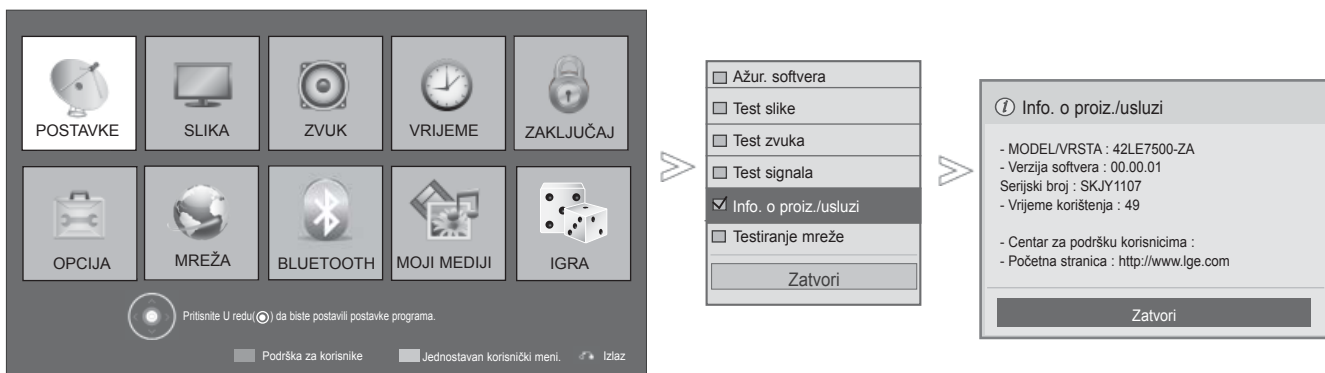 POSTAVKE SLIKA ZVUK VRIJEME ZAKLJUČAJ
OPCIJA MREŽA BLUETOOTH MOJI MEDIJI IGRA
Pritisnite U redu(◉) da biste postavili postavke programa.
Podrška za korisnike Jednostavan korisnički meni. Izlaz
Ažur. softvera
Test slike
Test zvuka
Test signala
Info. o proiz./usluzi
Testiranje mreže
Zatvori
i Info. o proiz./usluzi
- MODEL/VRSTA : 42LE7500-ZA
- Verzija softvera : 00.00.01
Serijski broj : SKJY1107
- Vrijeme korištenja : 49
- Centar za podršku korisnicima :
- Početna stranica : http://www.lge.com
Zatvori